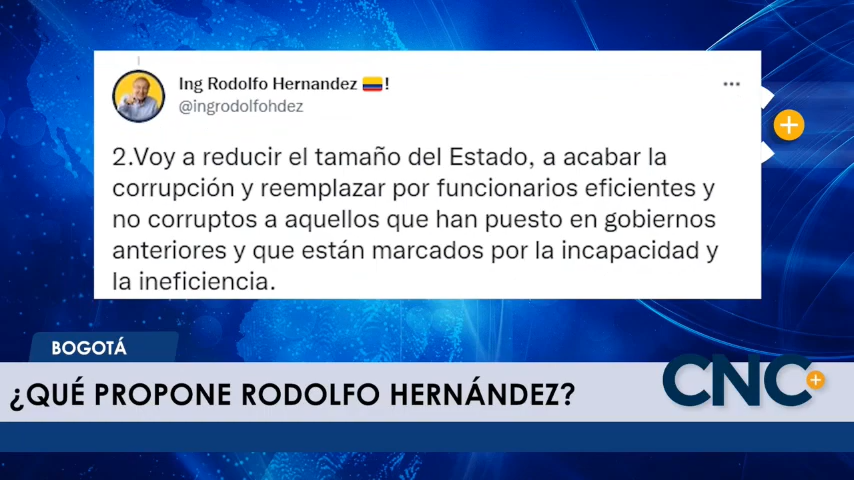 Ing Rodolfo Hernandez 🇨🇴!
@ingrodolfohdez
2.Voy a reducir el tamaño del Estado, a acabar la
corrupción y reemplazar por funcionarios eficientes y
no corruptos a aquellos que han puesto en gobiernos
anteriores y que están marcados por la incapacidad y
la ineficiencia.
BOGOTÁ
¿QUÉ PROPONE RODOLFO HERNÁNDEZ?
CNC+